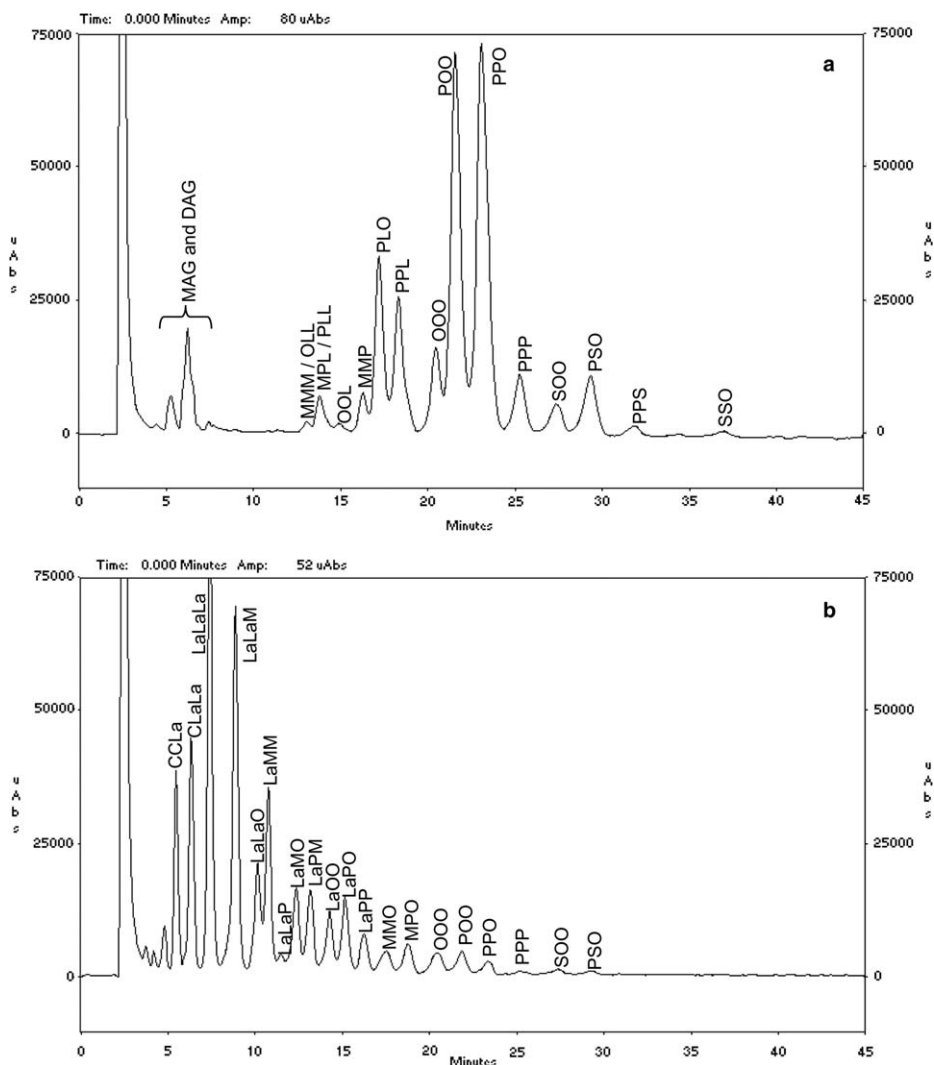 Time: 0.000 Minutes Amp: 80 uAbs
75000
75000
a
POO
PPO
50000
50000
MAG and DAG
PLO
PPL
u
A
b
s
u
A
b
s
25000
25000
MMM / OLL
MPL / PLL
OOL
MMP
OOO
PPP
SOO
PSO
PPS
SSO
0
0
0 5 10 15 20 25 30 35 40 45
Minutes
Time: 0.000 Minutes Amp: 52 uAbs
75000
75000
b
LaLaLa
LaLaM
50000
50000
CCLa
CLaLa
LaMM
u
A
b
s
u
A
b
s
25000
25000
LaLaO
LaLaP
LaMO
LaPM
LaOO
LaPO
LaPP
MMO
MPO
OOO
POO
PPO
PPP
SOO
PSO
0
0
0 5 10 15 20 25 30 35 40 45
Minutes